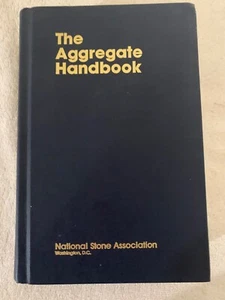 The
Aggregate
Handbook
National Stone Association
Washington, D.C.